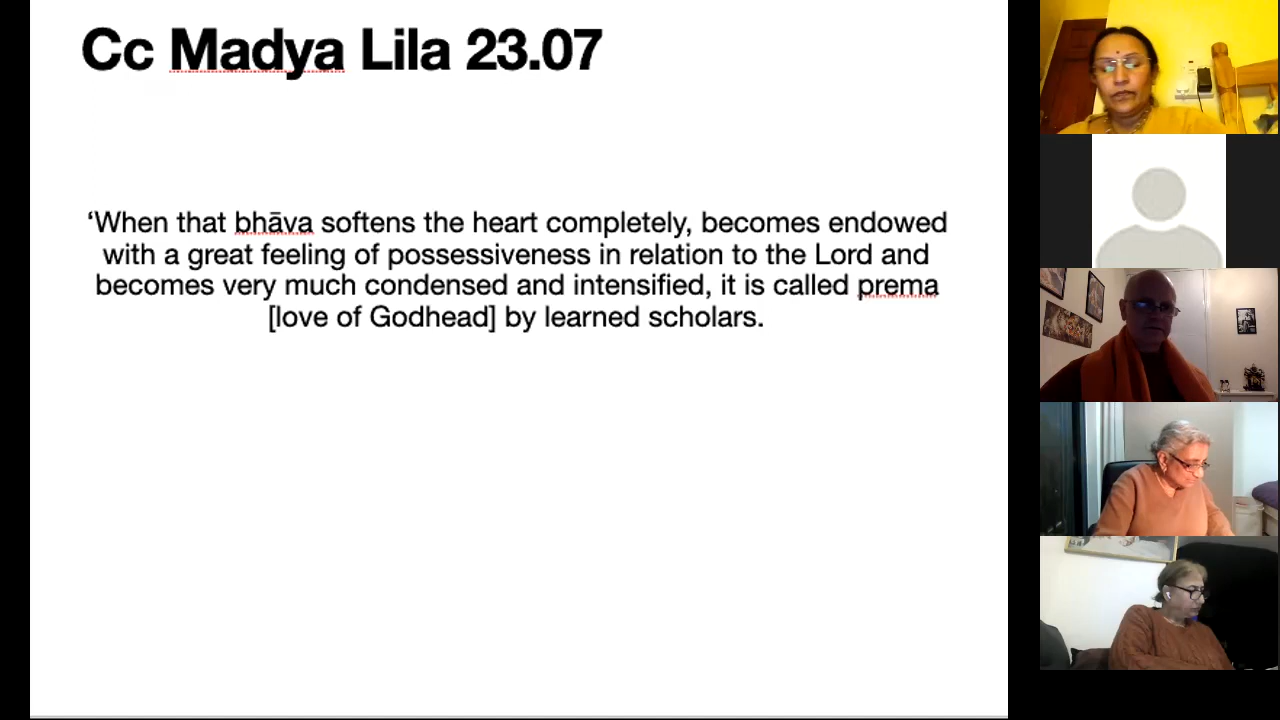 Cc Madya Lila 23.07
‘When that bhāva softens the heart completely, becomes endowed
with a great feeling of possessiveness in relation to the Lord and
becomes very much condensed and intensified, it is called prema
[love of Godhead] by learned scholars.